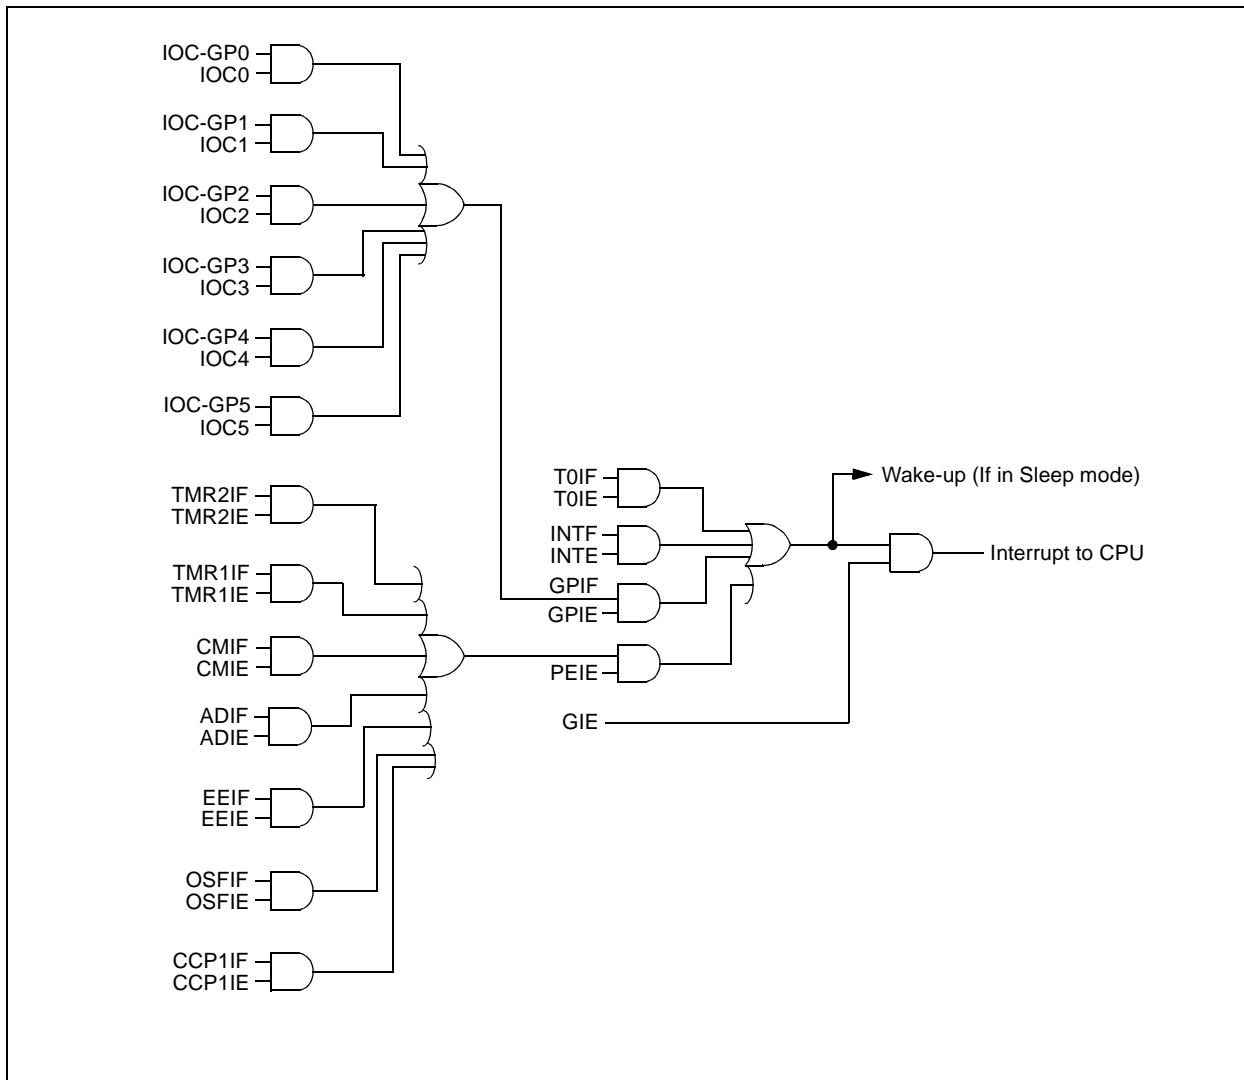 IOC-GP0
IOC0
IOC-GP1
IOC1
IOC-GP2
IOC2
IOC-GP3
IOC3
IOC-GP4
IOC4
IOC-GP5
IOC5
TMR2IF
TMR2IE
TMR1IF
TMR1IE
CMIF
CMIE
ADIF
ADIE
EEIF
EEIE
OSFIF
OSFIE
CCP1IF
CCP1IE
T0IF
T0IE
INTF
INTE
GPIF
GPIE
PEIE
GIE
Wake-up (If in Sleep mode)
Interrupt to CPU